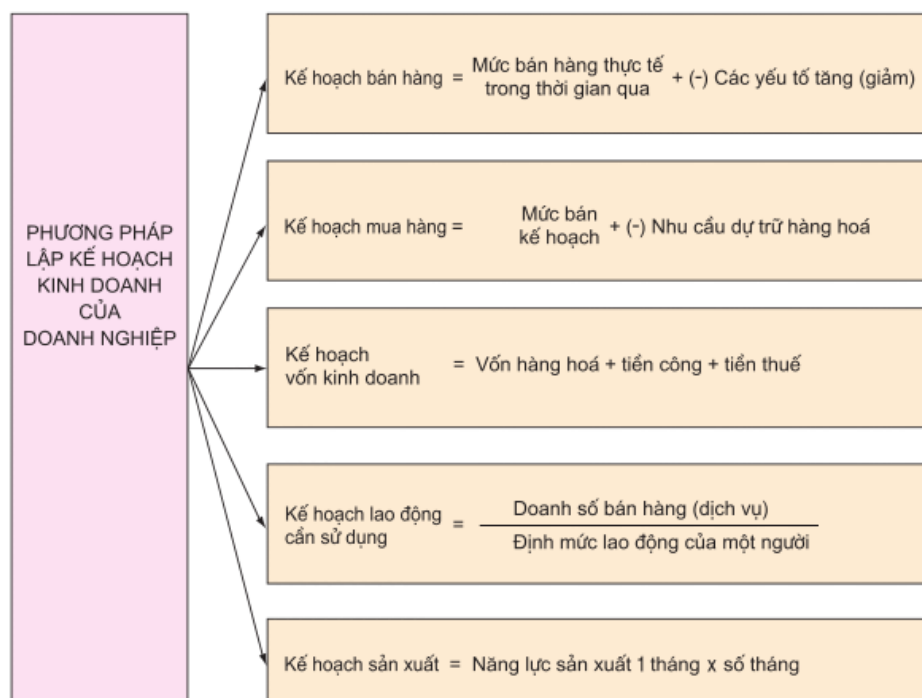 PHƯƠNG PHÁP
LẬP KẾ HOẠCH
KINH DOANH
CỦA
DOANH NGHIỆP
Kế hoạch bán hàng = Mức bán hàng thực tế trong thời gian qua + (-) Các yếu tố tăng (giảm)
Kế hoạch mua hàng = Mức bán kế hoạch + (-) Nhu cầu dự trữ hàng hoá
Kế hoạch
vốn kinh doanh = Vốn hàng hoá + tiền công + tiền thuế
Kế hoạch lao động
cần sử dụng =
Doanh số bán hàng (dịch vụ)
Định mức lao động của một người
Kế hoạch sản xuất = Năng lực sản xuất 1 tháng x số tháng